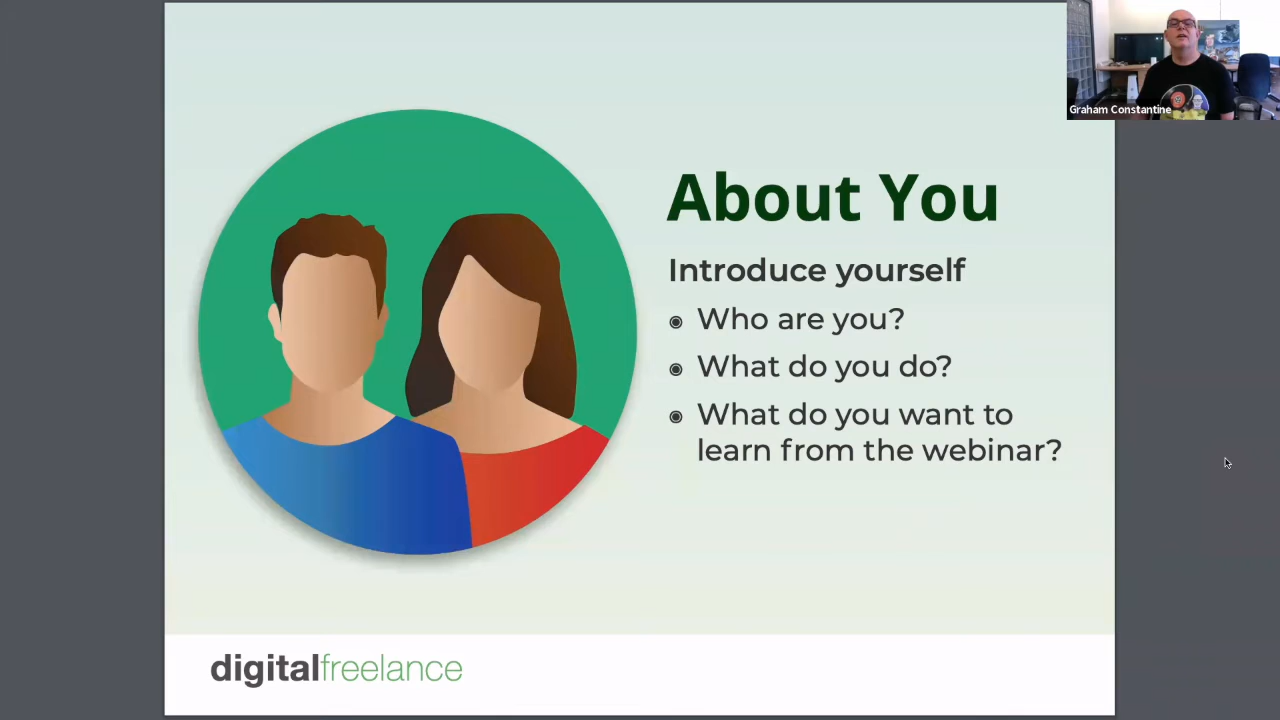 Graham Constantine
About You
Introduce yourself
Who are you?
What do you do?
What do you want to
learn from the webinar?
digitalfreelance